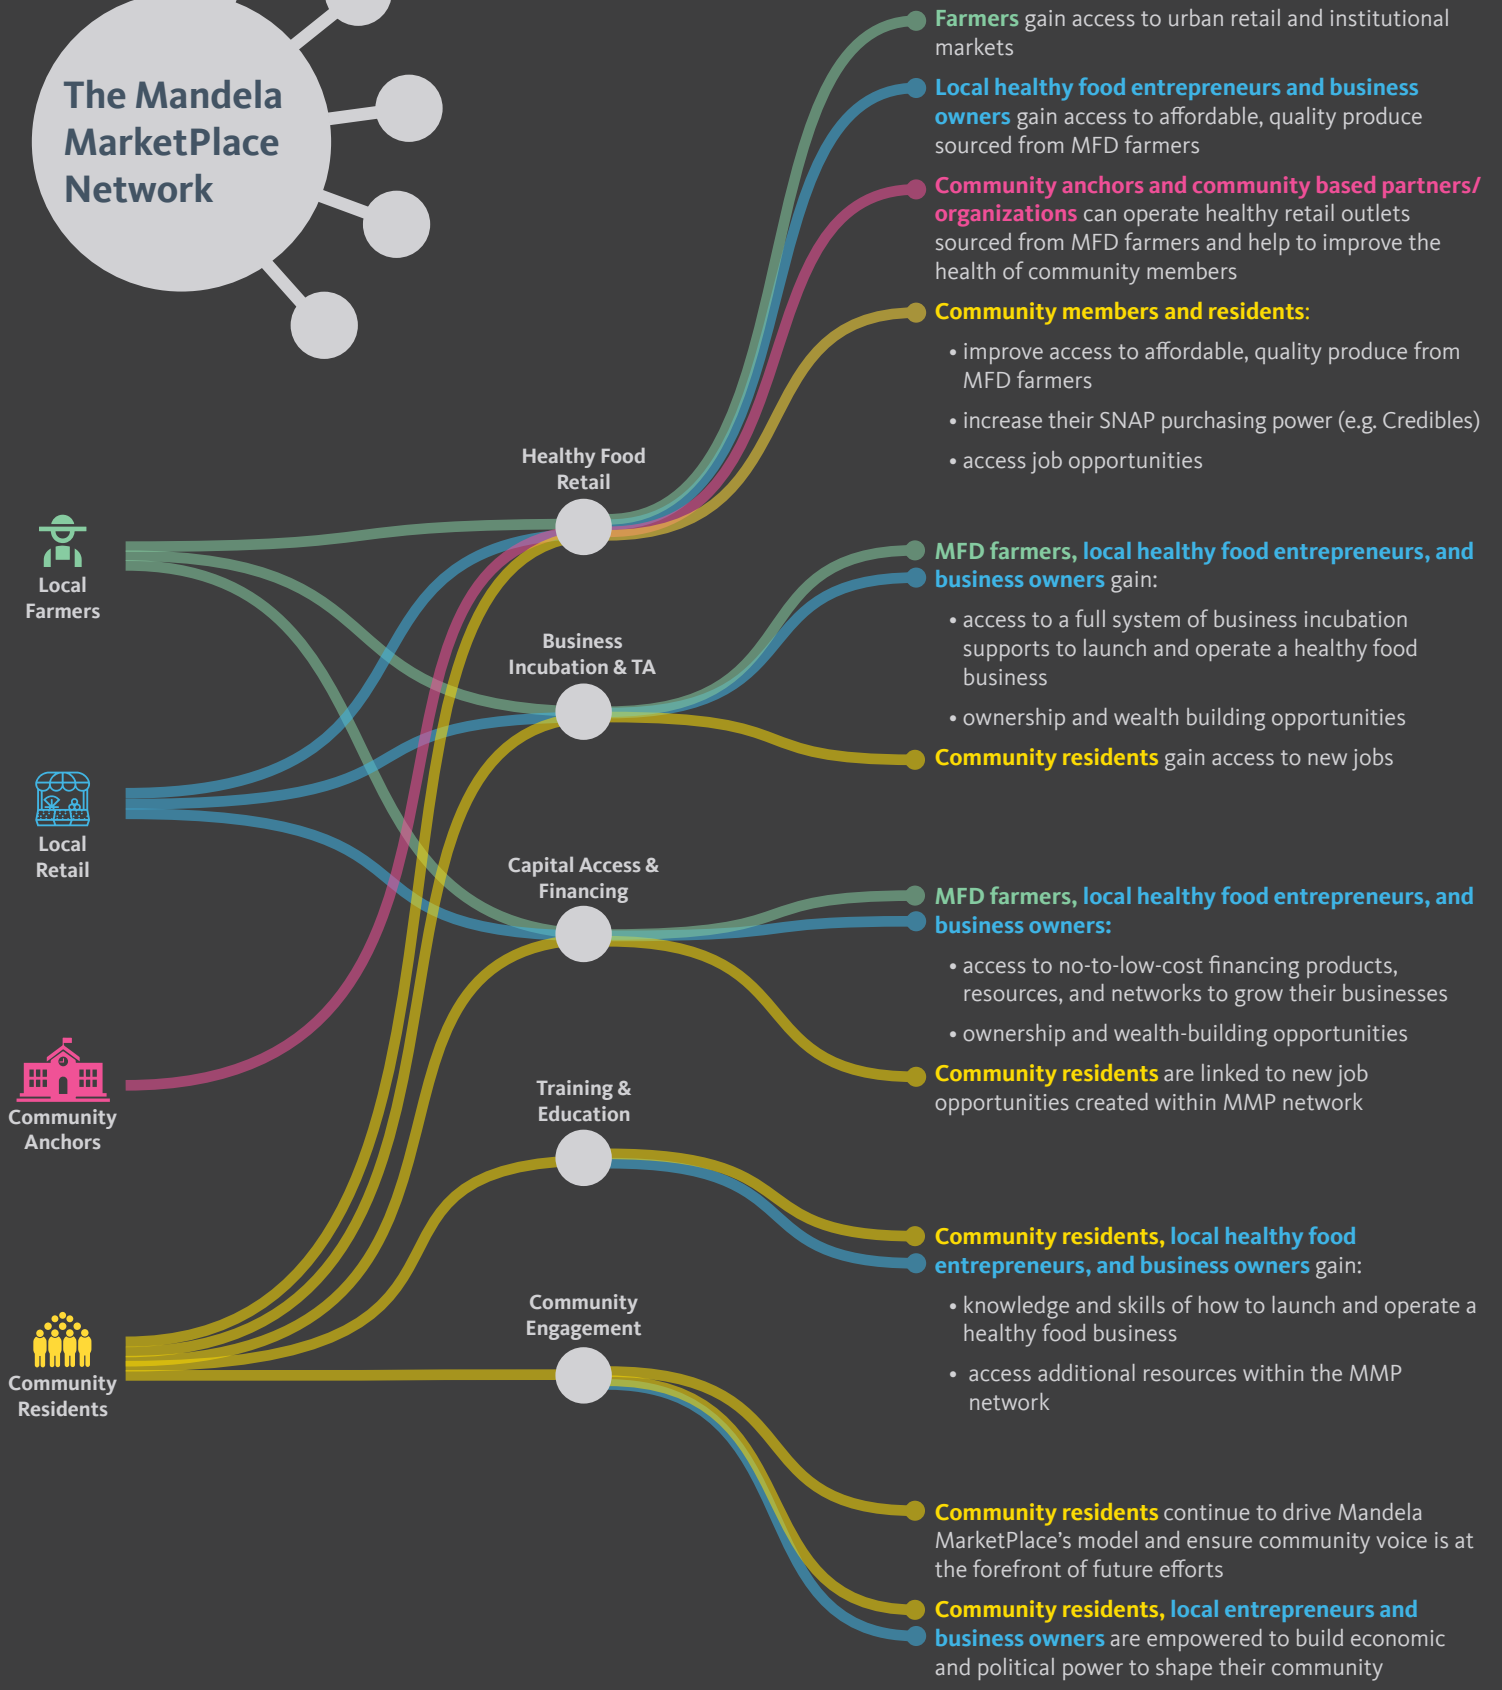 The Mandela
MarketPlace
Network
Farmers gain access to urban retail and institutional
markets
Local healthy food entrepreneurs and business
owners gain access to affordable, quality produce
sourced from MFD farmers
Community anchors and community based partners/
organizations can operate healthy retail outlets
sourced from MFD farmers and help to improve the
health of community members
Community members and residents:
• improve access to affordable, quality produce from
MFD farmers
• increase their SNAP purchasing power (e.g. Credibles)
• access job opportunities
Healthy Food
Retail
Local
Farmers
MFD farmers, local healthy food entrepreneurs, and
business owners gain:
• access to a full system of business incubation
supports to launch and operate a healthy food
business
• ownership and wealth building opportunities
Community residents gain access to new jobs
Business
Incubation & TA
Local
Retail
Capital Access &
Financing
MFD farmers, local healthy food entrepreneurs, and
business owners:
• access to no-to-low-cost financing products,
resources, and networks to grow their businesses
• ownership and wealth-building opportunities
Community residents are linked to new job
opportunities created within MMP network
Community
Anchors
Training &
Education
Community residents, local healthy food
entrepreneurs, and business owners gain:
• knowledge and skills of how to launch and operate a
healthy food business
• access additional resources within the MMP
network
Community
Engagement
Community
Residents
Community residents continue to drive Mandela
MarketPlace’s model and ensure community voice is at
the forefront of future efforts
Community residents, local entrepreneurs and
business owners are empowered to build economic
and political power to shape their community